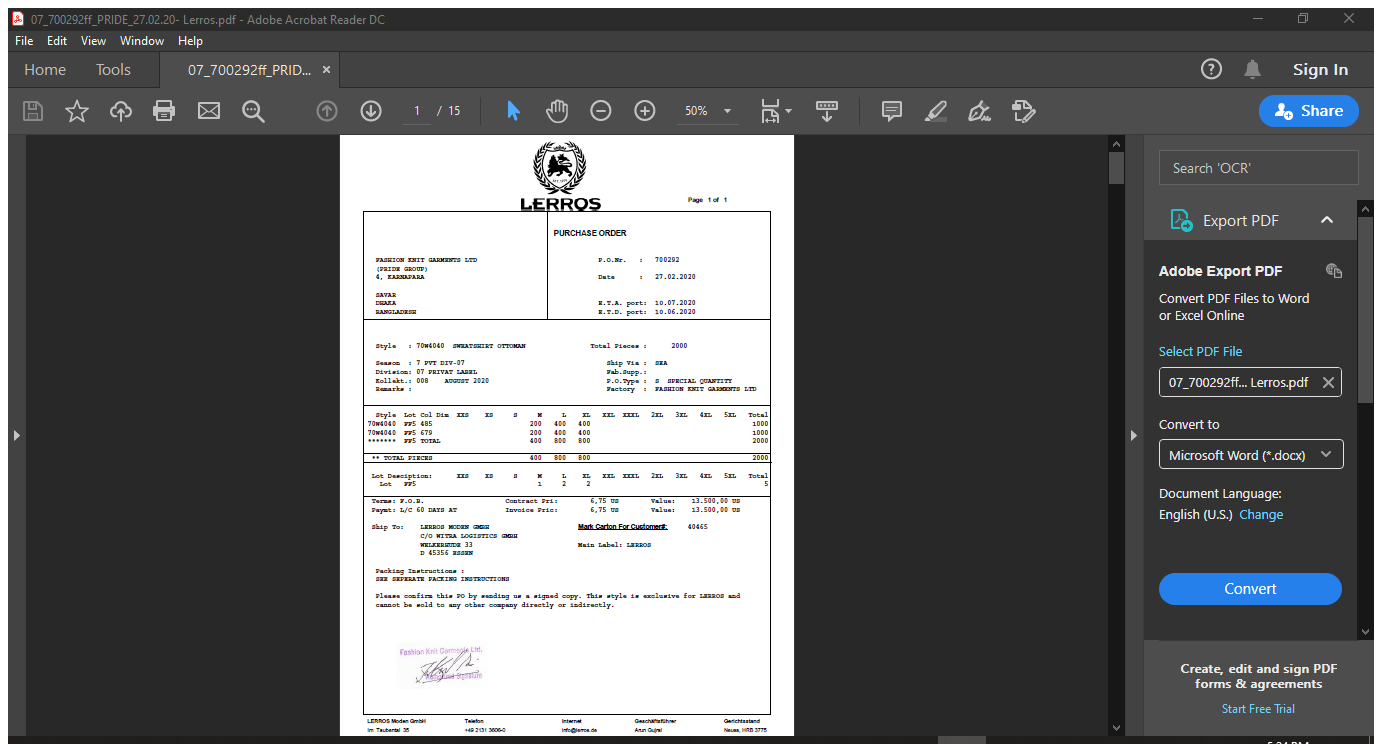 07_700292ff_PRIDE_27.02.20- Lerros.pdf - Adobe Acrobat Reader DC
File Edit View Window Help
Home Tools 07_700292ff_PRID... × Sign In
1 / 15 50% Share
LERROS
Page 1 of 1
PURCHASE ORDER
FASHION KNIT GARMENTS LTD P.O.Nr. : 700292
(PRIDE GROUP)
4, KARNAPARA Date : 27.02.2020
SAVAR
DHAKA E.T.A. port: 10.07.2020
BANGLADESH E.T.D. port: 10.06.2020
Style : 70W4040 SWEATSHIRT OTTOMAN Total Pieces : 2000
Season : 7 PVT DIV-07 Ship Via : SEA
Division: 07 PRIVAT LABEL Fab.Supp.:
Kollekt.: 008 AUGUST 2020 P.O.Type : S SPECIAL QUANTITY
Remarks : Factory : FASHION KNIT GARMENTS LTD
Style Lot Col Dim XXS XS S M L XL XXL XXXL 2XL 3XL 4XL 5XL Total
70W4040 FF5 485 200 400 400 1000
70W4040 FF5 679 200 400 400 1000
******* FF5 TOTAL 400 800 800 2000
** TOTAL PIECES 400 800 800 2000
Lot Desciption: XXS XS S M L XL XXL XXXL 2XL 3XL 4XL 5XL Total
Lot FF5 1 2 2 5
Terms: F.O.B. Contract Pri: 6,75 US Value: 13.500,00 US
Paymt: L/C 60 DAYS AT Invoice Pric: 6,75 US Value: 13.500,00 US
Ship To: LERROS MODEN GMBH Mark Carton For Customer#: 40465
C/O WITRA LOGISTICS GMBH
WELKERHUDE 33 Main Label: LERROS
D 45356 ESSEN
Packing Instructions :
SEE SEPERATE PACKING INSTRUCTIONS
Please confirm this PO by sending us a signed copy. This style is exclusive for LERROS and
cannot be sold to any other company directly or indirectly.
Fashion Knit Garments Ltd.
Authorized Signature
LERROS Moden GmbH Telefon Internet Geschäftsführer Gerichtsstand
Im Taubental 35 +49 2131 3606-0 info@lerros.de Arun Gujral Neuss, HRB 3775
Search 'OCR'
Export PDF
Adobe Export PDF
Convert PDF Files to Word
or Excel Online
Select PDF File
07_700292ff... Lerros.pdf
Convert to
Microsoft Word (*.docx)
Document Language:
English (U.S.) Change
Convert
Create, edit and sign PDF
forms & agreements
Start Free Trial